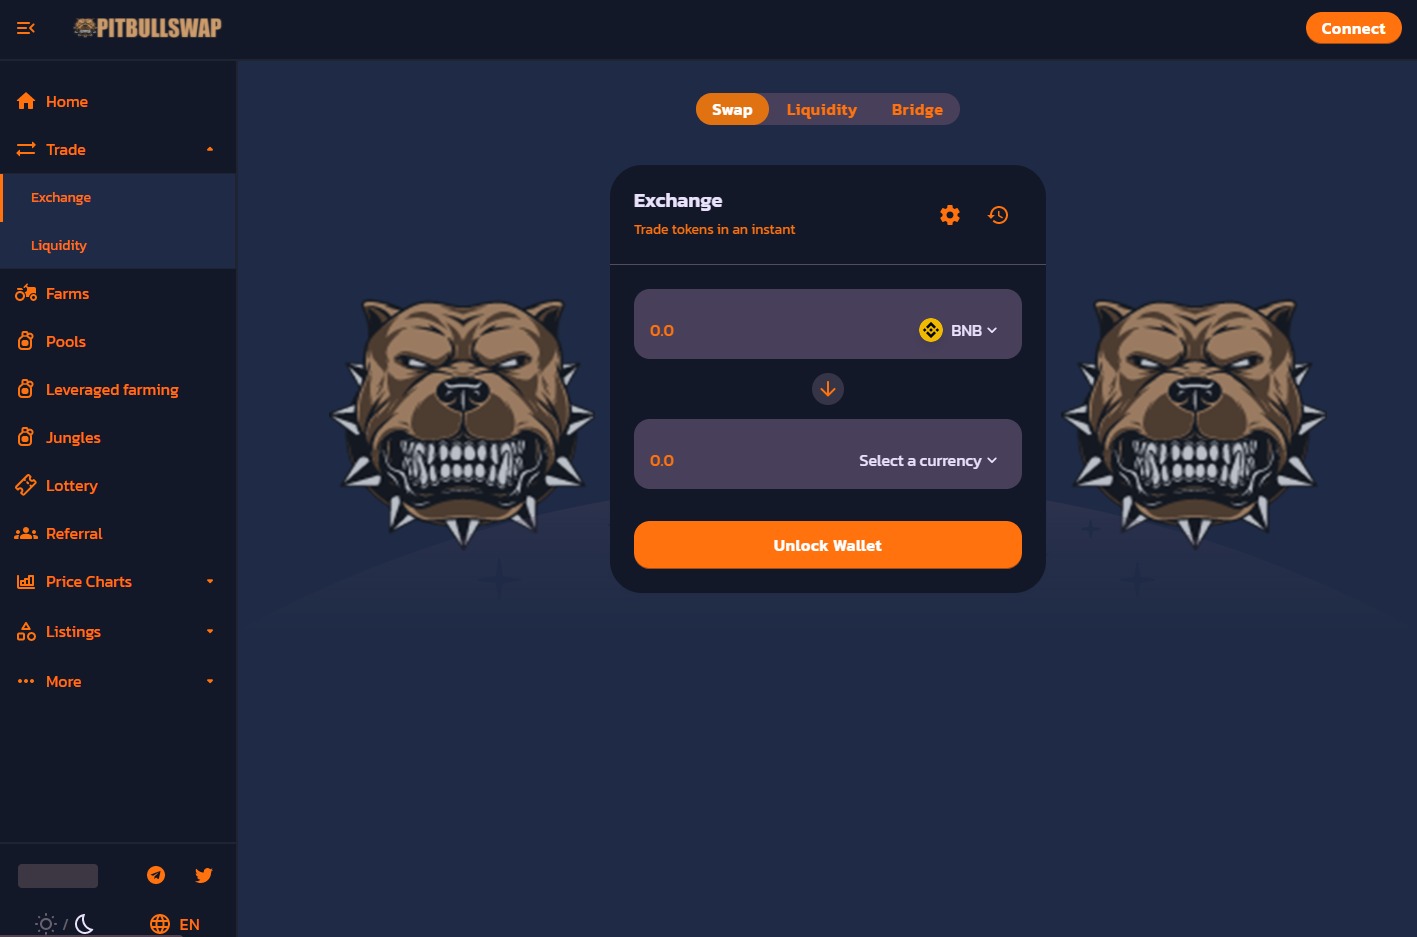 PITBULLSWAP
Connect
Home
Trade
Exchange
Liquidity
Farms
Pools
Leveraged farming
Jungles
Lottery
Referral
Price Charts
Listings
More
/
EN
Swap Liquidity Bridge
Exchange
Trade tokens in an instant
0.0 BNB
0.0 Select a currency
Unlock Wallet